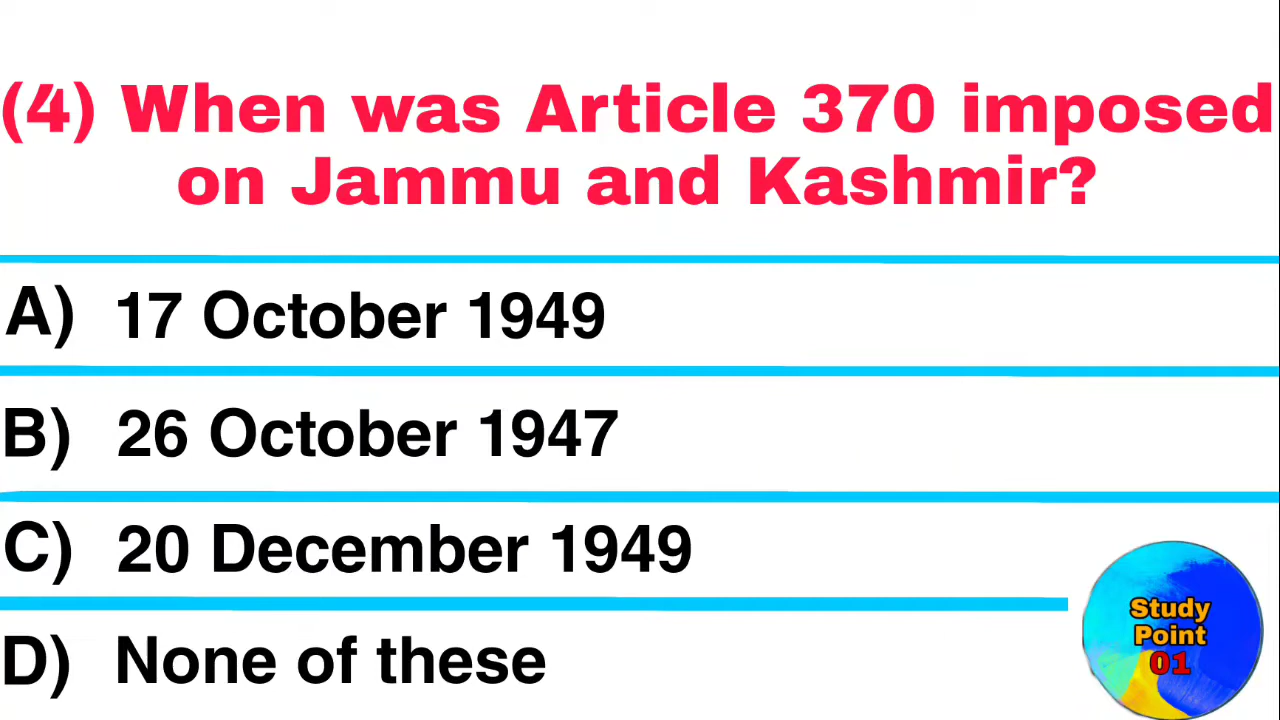 (4) When was Article 370 imposed
on Jammu and Kashmir?
A) 17 October 1949
B) 26 October 1947
C) 20 December 1949
D) None of these
Study
Point
01